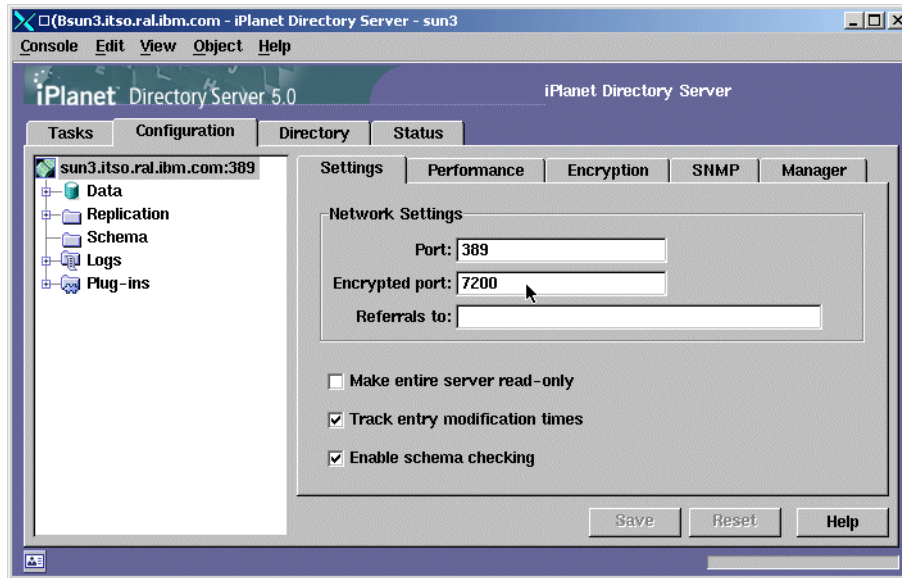 □(Bsun3.itso.ral.ibm.com - iPlanet Directory Server - sun3
Console Edit View Object Help
iPlanet Directory Server 5.0
iPlanet Directory Server
Tasks Configuration Directory Status
sun3.itso.ral.ibm.com:389
Data
Replication
Schema
Logs
Plug-ins
Settings Performance Encryption SNMP Manager
Network Settings
Port: 389
Encrypted port: 7200
Referrals to:
Make entire server read-only
Track entry modification times
Enable schema checking
Save Reset Help